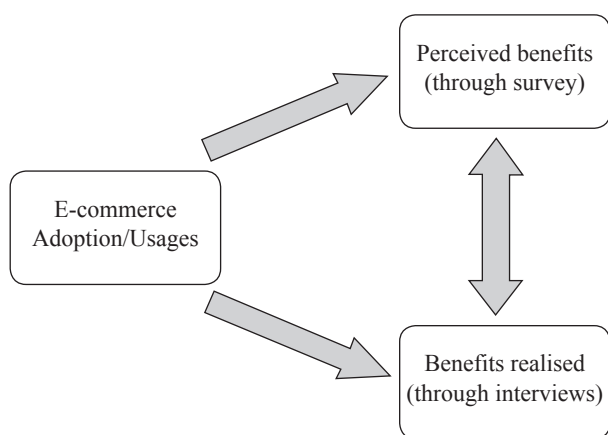 Perceived benefits
(through survey)
E-commerce
Adoption/Usages
Benefits realised
(through interviews)